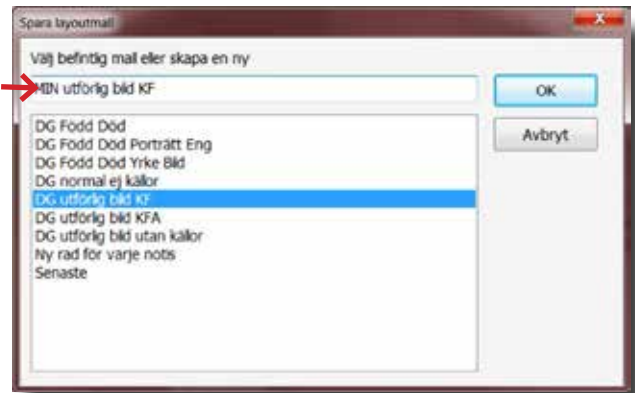 Spara layoutmall
Välj befintlig mall eller skapa en ny
MIN utförlig bild KF
OK
Avbryt
DG Född Död
DG Född Död Porträtt Eng
DG Född Död Yrke Bild
DG normal ej källor
DG utförlig bild KF
DG utförlig bild KFA
DG utförlig bild utan källor
Ny rad för varje notis
Senaste